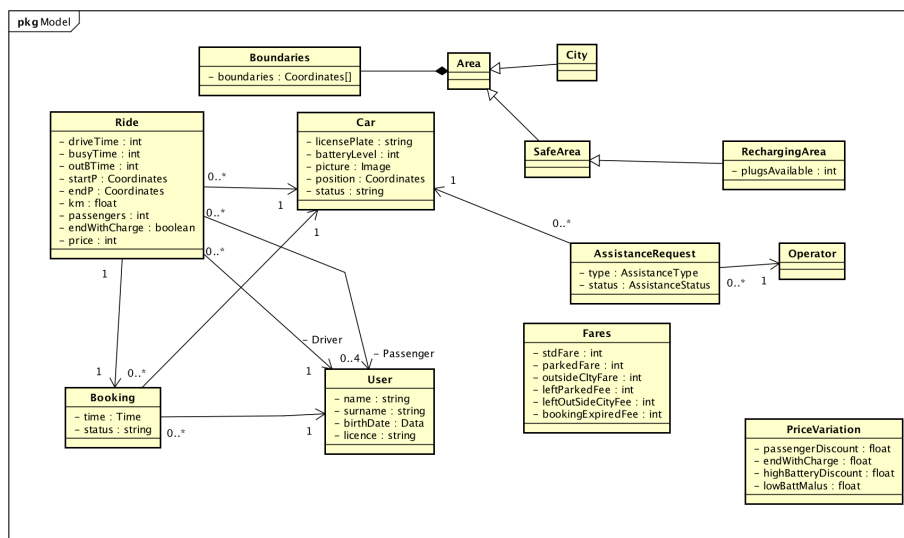 pkg Model
Boundaries
- boundaries : Coordinates[]
Area
City
Ride
- driveTime : int
- busyTime : int
- outBTime : int
- startP : Coordinates
- endP : Coordinates
- km : float
- passengers : int
- endWithCharge : boolean
- price : int
Car
- licensePlate : string
- batteryLevel : int
- picture : Image
- position : Coordinates
- status : string
SafeArea
RechargingArea
- plugsAvailable : int
0..*
1
0..*
0..*
1
1
0..*
AssistanceRequest
- type : AssistanceType
- status : AssistanceStatus
0..*
1
Operator
1
1
0..*
- Driver
1
0..4
- Passenger
Fares
- stdFare : int
- parkedFare : int
- outsideCItyFare : int
- leftParkedFee : int
- leftOutSideCityFee : int
- bookingExpiredFee : int
Booking
- time : Time
- status : string
0..*
1
User
- name : string
- surname : string
- birthDate : Data
- licence : string
PriceVariation
- passengerDiscount : float
- endWithCharge : float
- highBatteryDiscount : float
- lowBattMalus : float